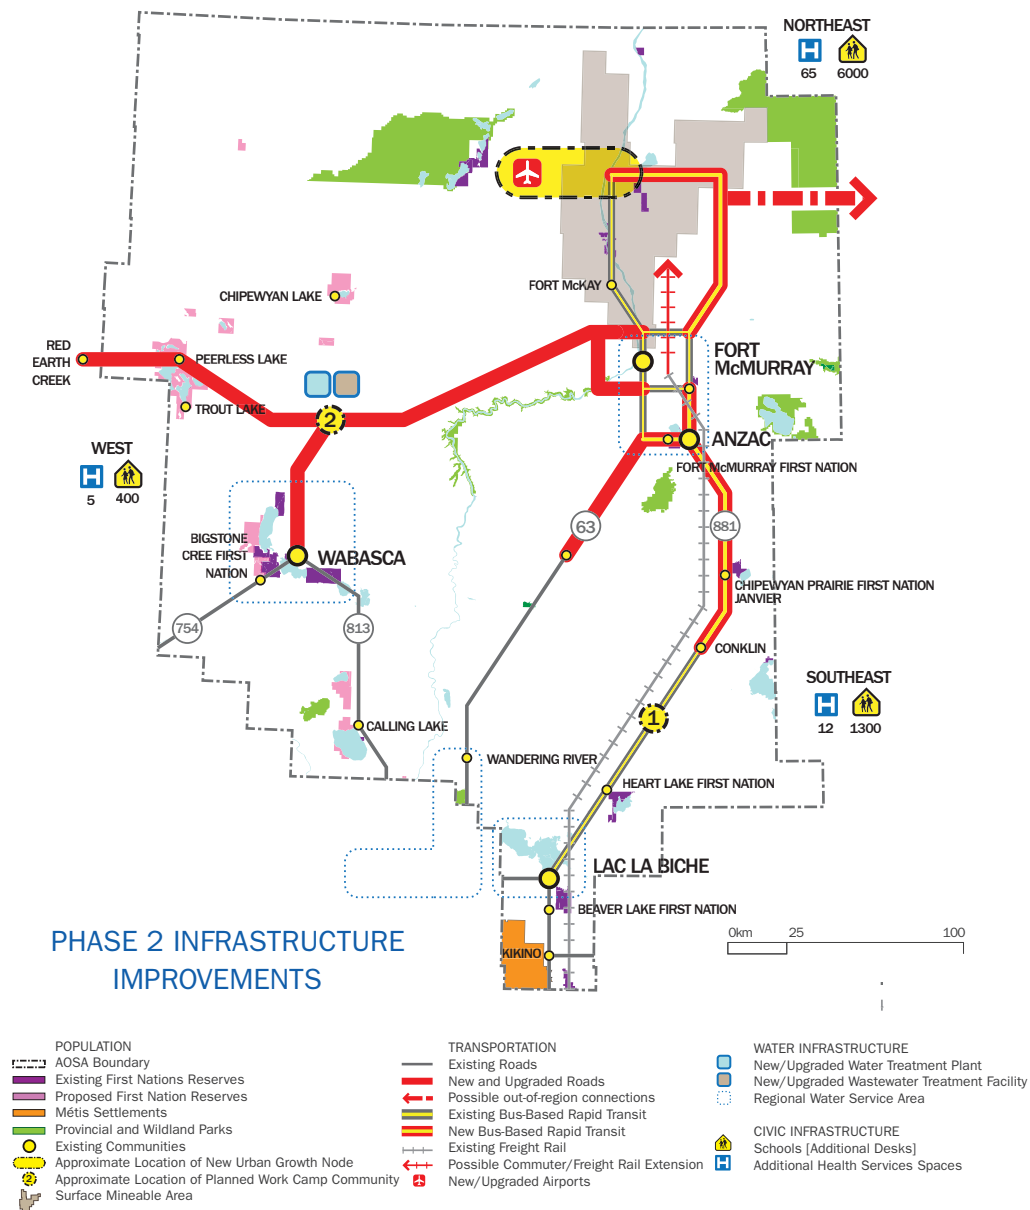 NORTHEAST
65
6000
FORT McKAY
CHIPEWYAN LAKE
RED
EARTH
CREEK
PEERLESS LAKE
FORT
McMURRAY
TROUT LAKE
2
ANZAC
WEST
5
400
FORT McMURRAY FIRST NATION
63
881
BIGSTONE
CREE FIRST
NATION
WABASCA
CHIPEWYAN PRAIRIE FIRST NATION
JANVIER
754
813
CONKLIN
SOUTHEAST
12
1300
1
CALLING LAKE
WANDERING RIVER
HEART LAKE FIRST NATION
LAC LA BICHE
BEAVER LAKE FIRST NATION
KIKINO
PHASE 2 INFRASTRUCTURE
IMPROVEMENTS
0km
25
100
POPULATION
AOSA Boundary
Existing First Nations Reserves
Proposed First Nation Reserves
Métis Settlements
Provincial and Wildland Parks
Existing Communities
Approximate Location of New Urban Growth Node
2
Approximate Location of Planned Work Camp Community
Surface Mineable Area
TRANSPORTATION
Existing Roads
New and Upgraded Roads
Possible out-of-region connections
Existing Bus-Based Rapid Transit
New Bus-Based Rapid Transit
Existing Freight Rail
Possible Commuter/Freight Rail Extension
New/Upgraded Airports
WATER INFRASTRUCTURE
New/Upgraded Water Treatment Plant
New/Upgraded Wastewater Treatment Facility
Regional Water Service Area
CIVIC INFRASTRUCTURE
Schools [Additional Desks]
H
Additional Health Services Spaces